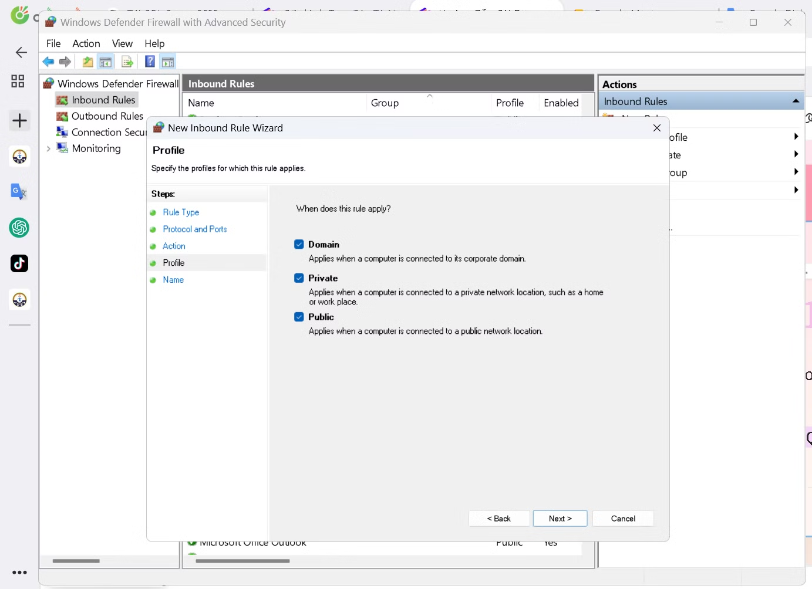 Windows Defender Firewall with Advanced Security
File Action View Help
Windows Defender Firewall
Inbound Rules
Outbound Rules
Connection Secu
Monitoring
Inbound Rules
Name Group Profile Enabled
Actions
Inbound Rules
ofile
ate
oup
New Inbound Rule Wizard
Profile
Specify the profiles for which this rule applies.
Steps:
Rule Type
Protocol and Ports
Action
Profile
Name
When does this rule apply?
Domain
Applies when a computer is connected to its corporate domain.
Private
Applies when a computer is connected to a private network location, such as a home
or work place.
Public
Applies when a computer is connected to a public network location.
< Back Next > Cancel
Microsoft Office Outlook Public Yes